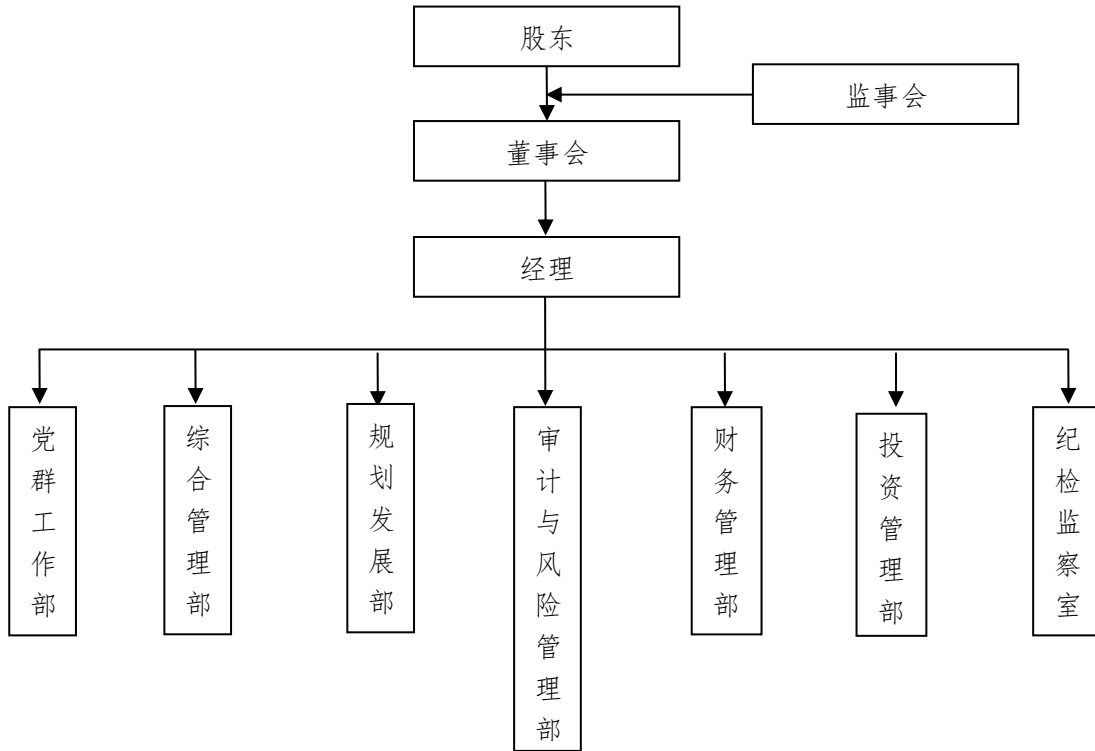 股东
监事会
董事会
经理
党群工作部
综合管理部
规划发展部
审计与风险管理部
财务管理部
投资管理部
纪检监察室